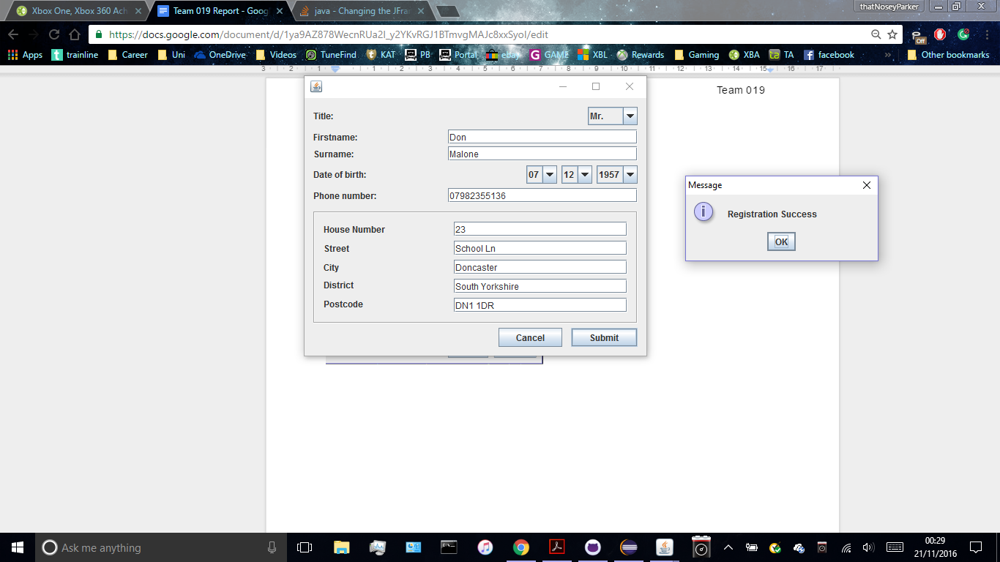 Xbox One, Xbox 360 Ach
Team 019 Report - Goog
java - Changing the JFra
thatNoseyParker
https://docs.google.com/document/d/1ya9AZ878WecnRUa2I_y2YKvRGJ1BTmvgMAJc8xxSyoI/edit
Off
Apps trainline Career Uni OneDrive Videos TuneFind KAT PB Portal ebay GAME XBL Rewards Gaming XBA TA facebook » Other bookmarks
3 2 1 1 2 3 4 5 6 7 8 9 10 11 12 13 14 15 16 17
Team 019
Title: Mr.
Firstname: Don
Surname: Malone
Date of birth: 07 12 1957
Phone number: 07982355136
House Number 23
Street School Ln
City Doncaster
District South Yorkshire
Postcode DN1 1DR
Cancel Submit
Message
Registration Success
OK
Ask me anything
00:29
21/11/2016